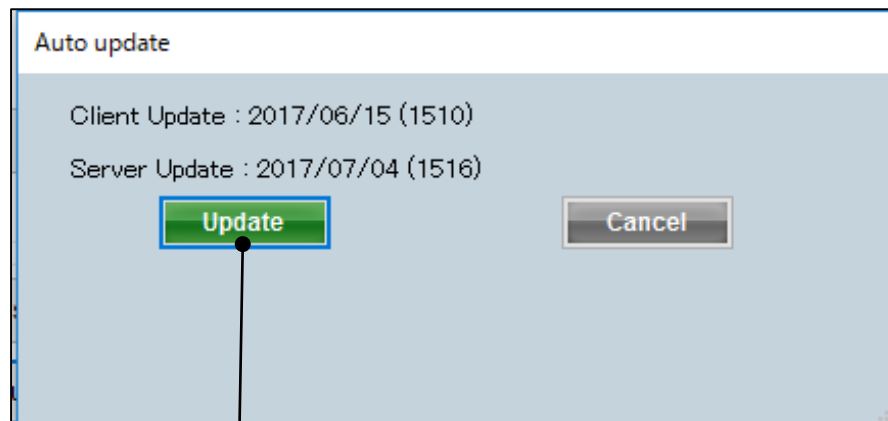 Auto update
Client Update : 2017/06/15 (1510)
Server Update : 2017/07/04 (1516)
Update
Cancel